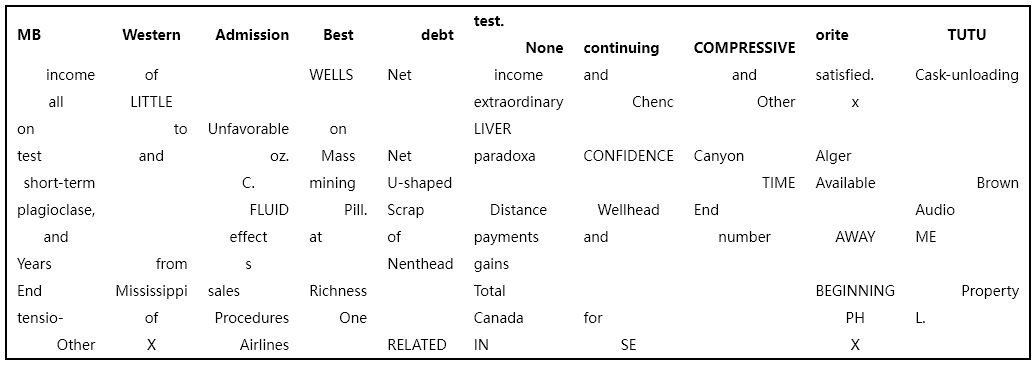 MB Western Admission Best debt test. None continuing COMPRESSIVE orite TUTU
income of WELLS Net income and and satisfied. Cask-unloading
all LITTLE extraordinary Chenc Other x
on to Unfavorable on LIVER
test and oz. Mass Net paradoxa CONFIDENCE Canyon Alger
short-term C. mining U-shaped TIME Available Brown
plagioclase, FLUID Pill. Scrap Distance Wellhead End Audio
and effect at of payments and number AWAY ME
Years from s Nenthead gains
End Mississippi sales Richness Total BEGINNING Property
tensio- of Procedures One Canada for PH L.
Other X Airlines RELATED IN SE X